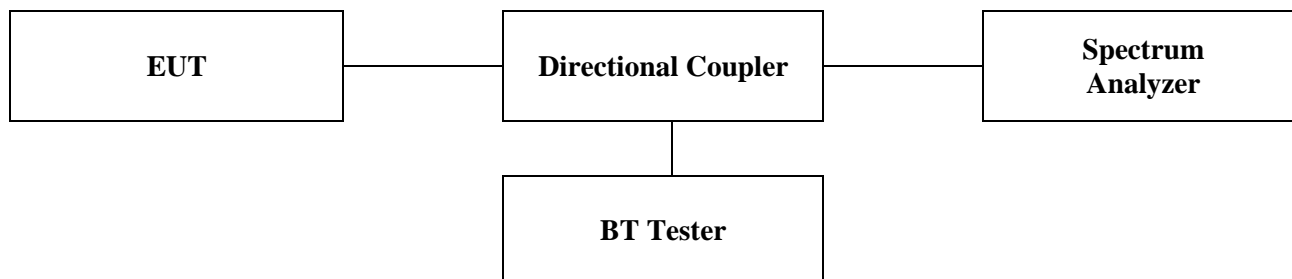 EUT
Directional Coupler
Spectrum
Analyzer
BT Tester